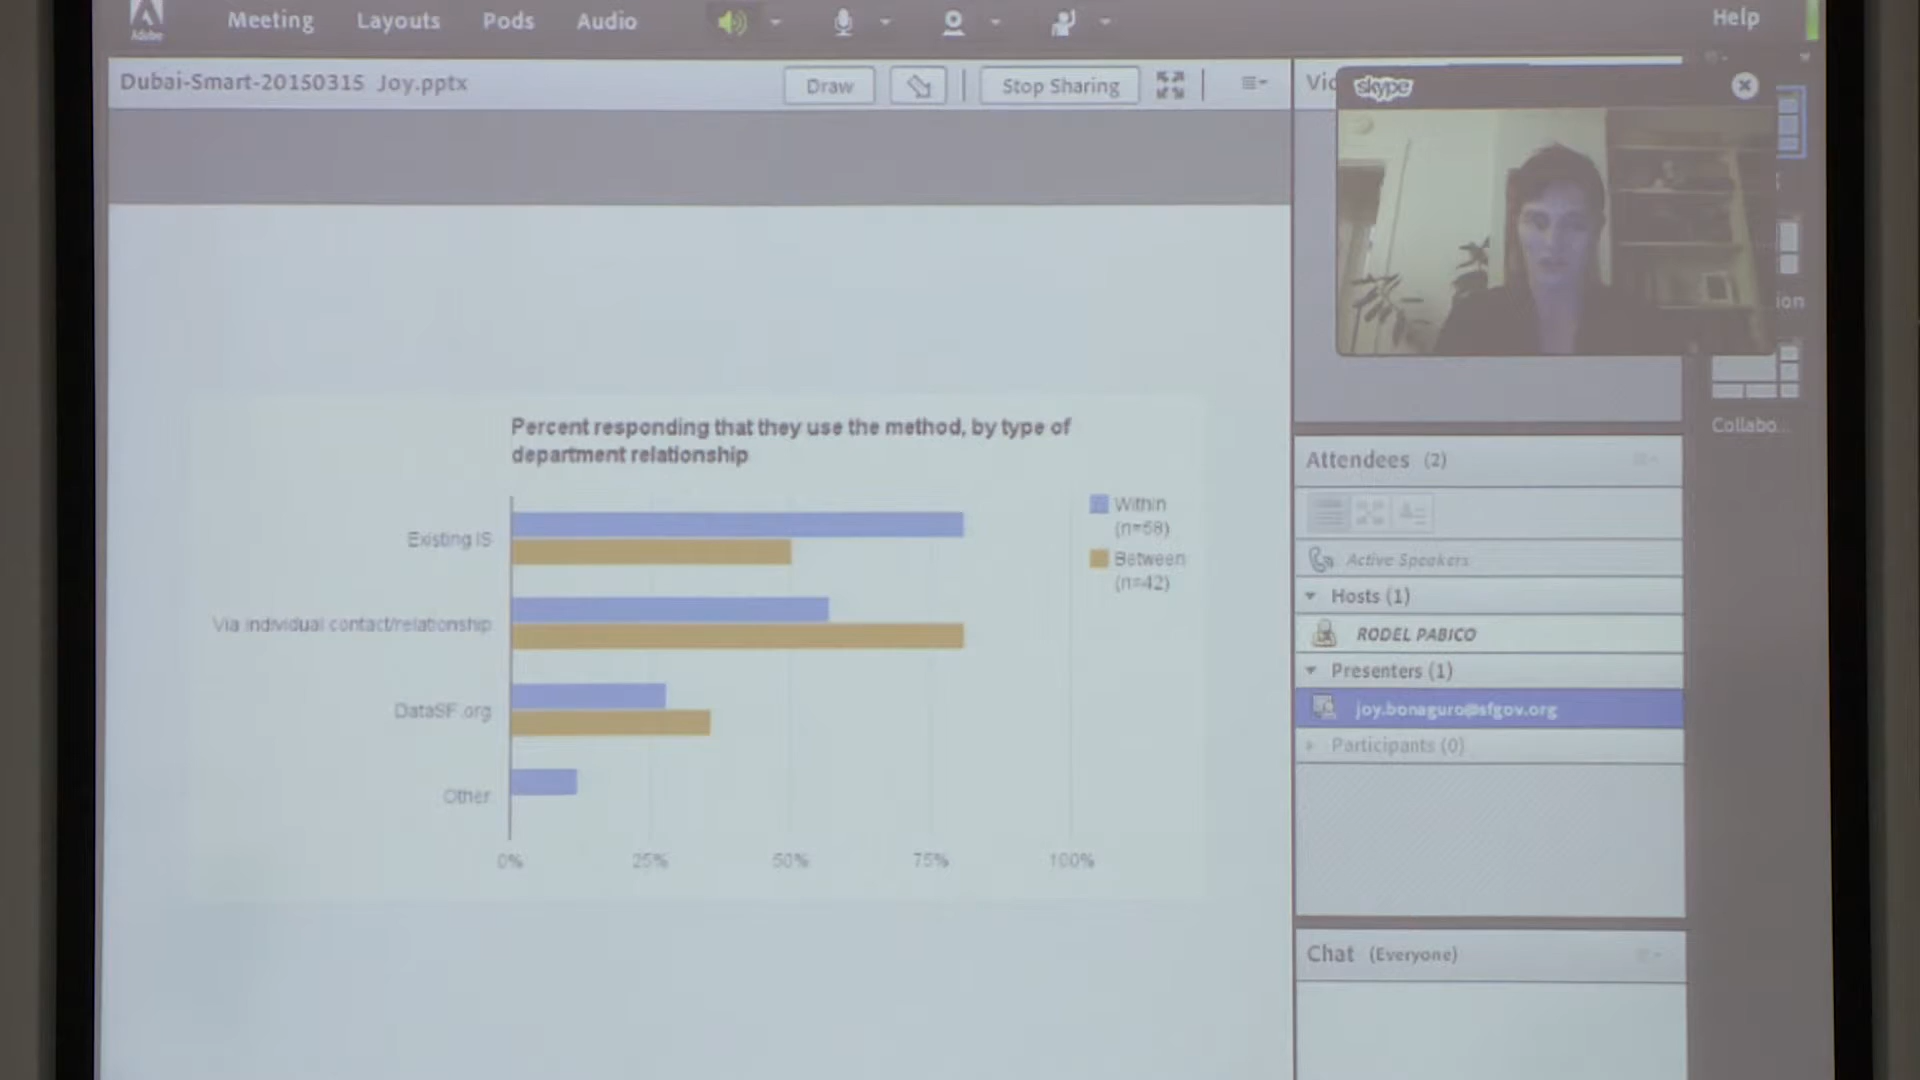 Adobe
Meeting Layouts Pods Audio Help
Dubai-Smart-20150315 Joy.pptx Draw Stop Sharing
skype
Percent responding that they use the method, by type of
department relationship
Within
(n=58)
Between
(n=42)
Existing IS
Via individual contact/relationship
DataSF.org
Other
0% 25% 50% 75% 100%
Collabo...
Attendees (2)
Active Speakers
Hosts (1)
RODEL PABICO
Presenters (1)
joy.bonaguro@sfgov.org
Participants (0)
Chat (Everyone)